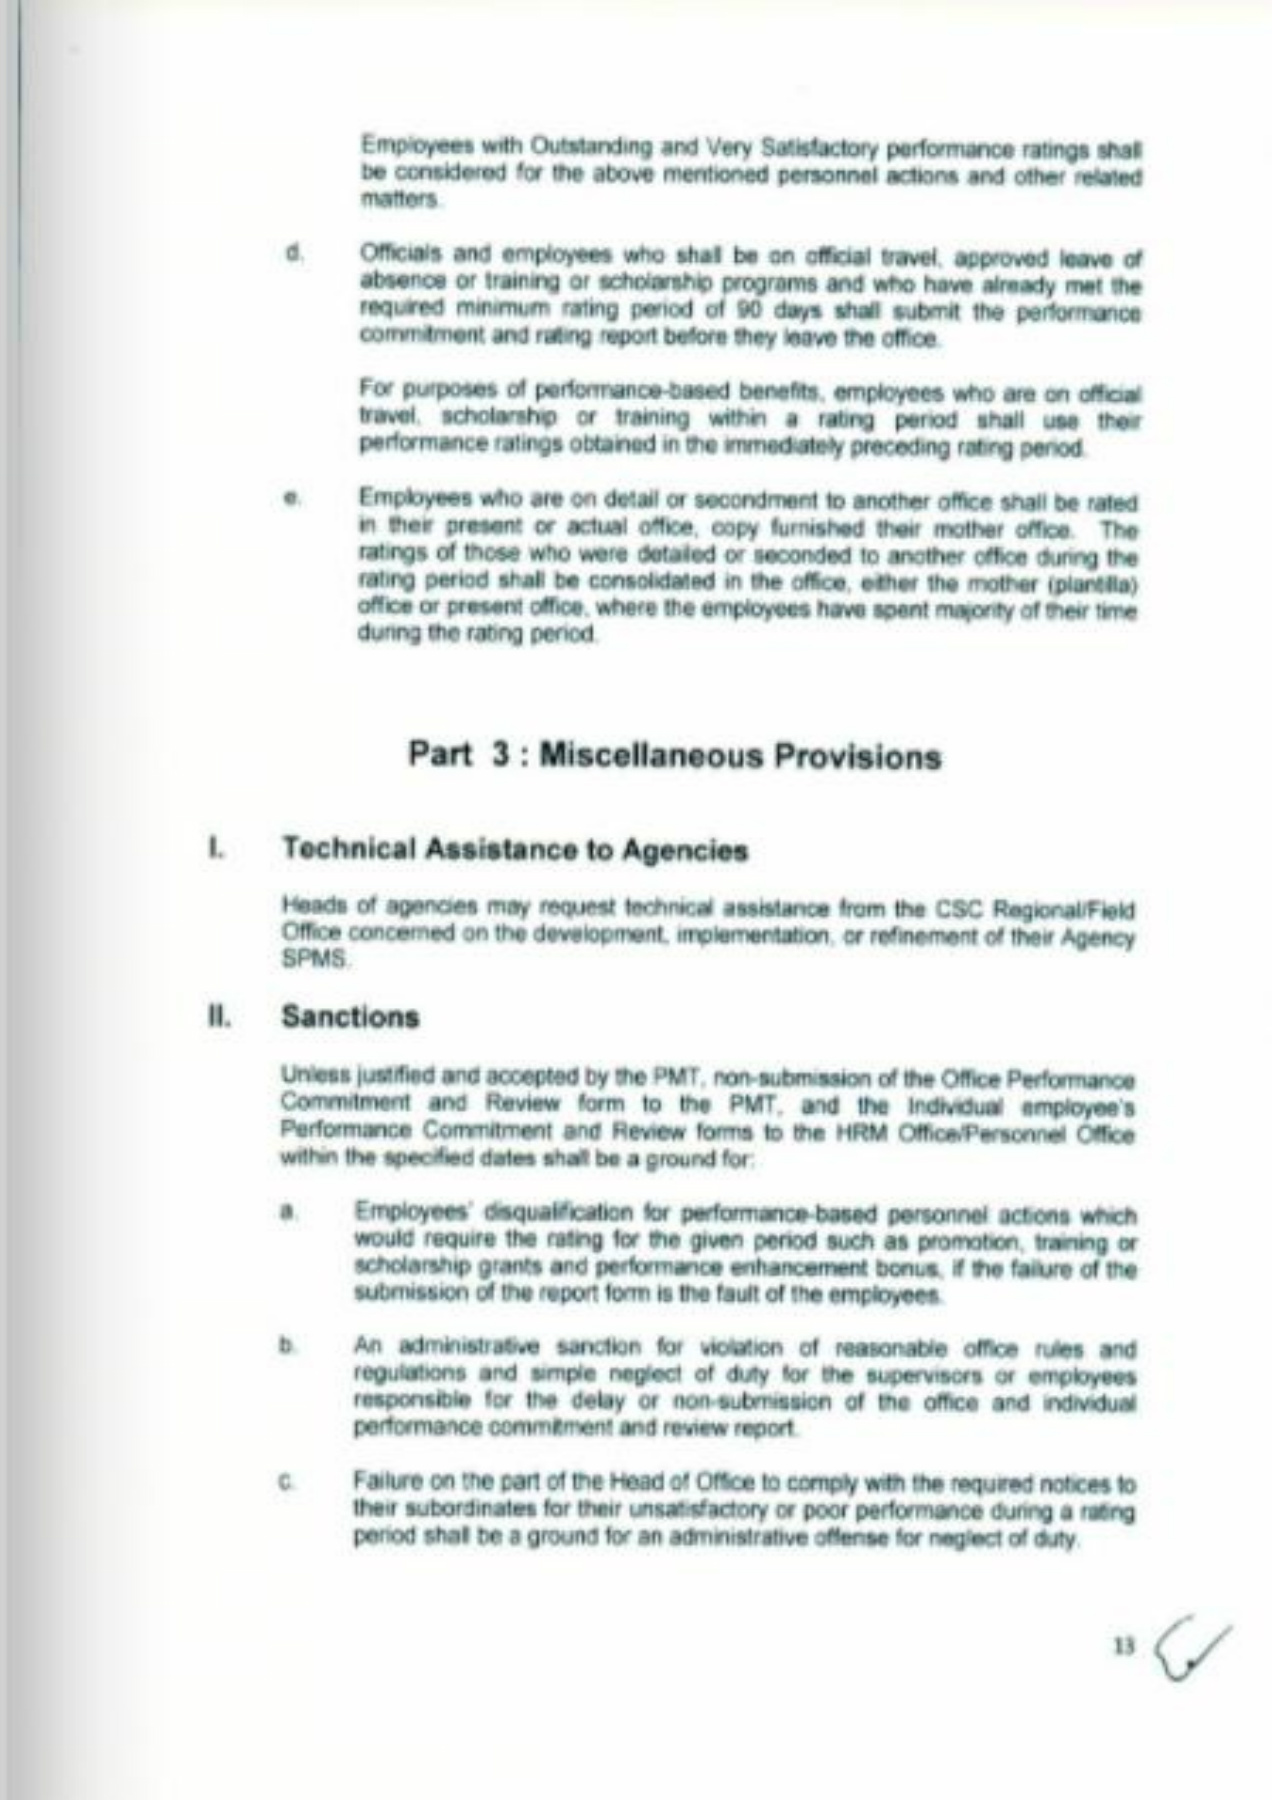 Employees with Outstanding and Very Satisfactory performance ratings shall
be considered for the above mentioned personnel actions and other related
matters.
d. Officials and employees who shall be on official travel, approved leave of
absence or training or scholarship programs and who have already met the
required minimum rating period of 90 days shall submit the performance
commitment and rating report before they leave the office.
For purposes of performance-based benefits, employees who are on official
travel, scholarship or training within a rating period shall use their
performance ratings obtained in the immediately preceding rating period.
e. Employees who are on detail or secondment to another office shall be rated
in their present or actual office, copy furnished their mother office. The
ratings of those who were detailed or seconded to another office during the
rating period shall be consolidated in the office, either the mother (plantilla)
office or present office, where the employees have spent majority of their time
during the rating period.
Part 3 : Miscellaneous Provisions
I. Technical Assistance to Agencies
Heads of agencies may request technical assistance from the CSC Regional/Field
Office concerned on the development, implementation, or refinement of their Agency
SPMS.
II. Sanctions
Unless justified and accepted by the PMT, non-submission of the Office Performance
Commitment and Review form to the PMT, and the Individual employee's
Performance Commitment and Review forms to the HRM Office/Personnel Office
within the specified dates shall be a ground for:
a. Employees' disqualification for performance-based personnel actions which
would require the rating for the given period such as promotion, training or
scholarship grants and performance enhancement bonus, if the failure of the
submission of the report form is the fault of the employees.
b. An administrative sanction for violation of reasonable office rules and
regulations and simple neglect of duty for the supervisors or employees
responsible for the delay or non-submission of the office and individual
performance commitment and review report.
c. Failure on the part of the Head of Office to comply with the required notices to
their subordinates for their unsatisfactory or poor performance during a rating
period shall be a ground for an administrative offense for neglect of duty.
13